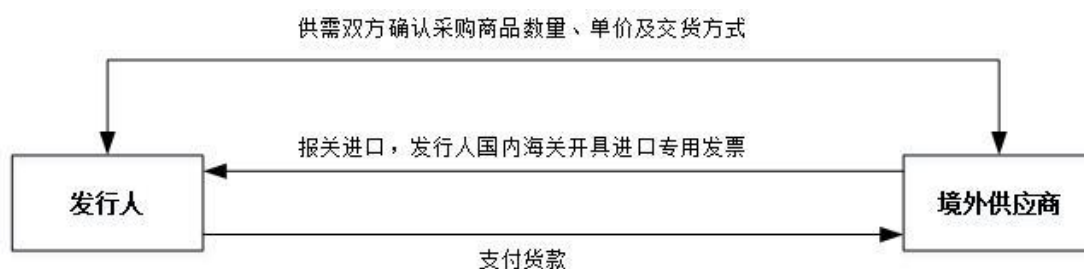 供需双方确认采购商品数量、单价及交货方式
报关进口，发行人国内海关开具进口专用发票
发行人
境外供应商
支付货款